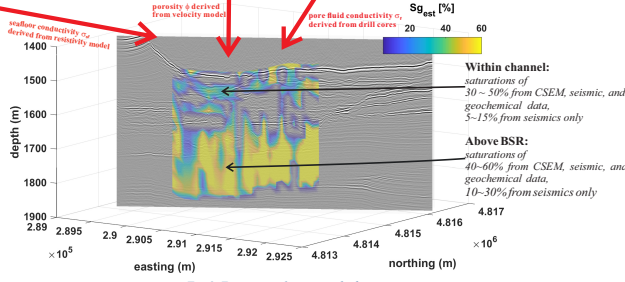 seafloor conductivity σa
derived from resistivity model
porosity ϕ derived
from velocity model
pore fluid conductivity σf
derived from drill cores
Sgest [%]
20 40 60
Within channel:
saturations of
30 ~ 50% from CSEM, seismic, and
geochemical data,
5~15% from seismics only
Above BSR:
saturations of
40~60% from CSEM, seismic, and
geochemical data,
10~30% from seismics only
depth (m)
1400
1500
1600
1700
1800
1900
2.89 2.895 2.9 2.905 2.91 2.915 2.92 2.925
×10⁵
easting (m)
4.813 4.814 4.815 4.816 4.817
×10⁶
northing (m)